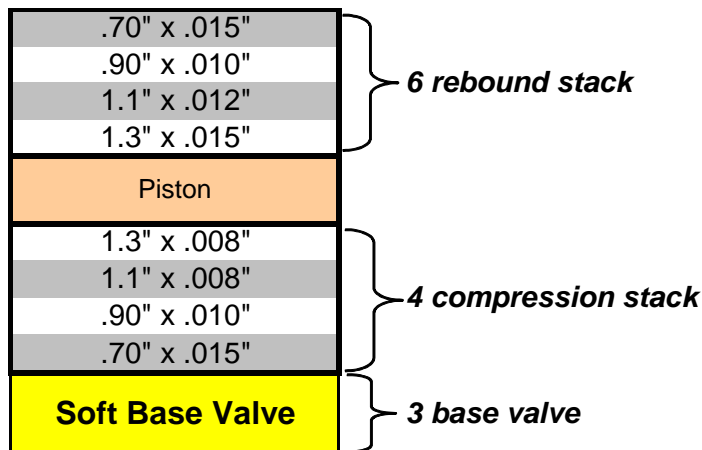 .70" x .015"
.90" x .010"
1.1" x .012"
1.3" x .015"
6 rebound stack
Piston
1.3" x .008"
1.1" x .008"
.90" x .010"
.70" x .015"
4 compression stack
Soft Base Valve
3 base valve